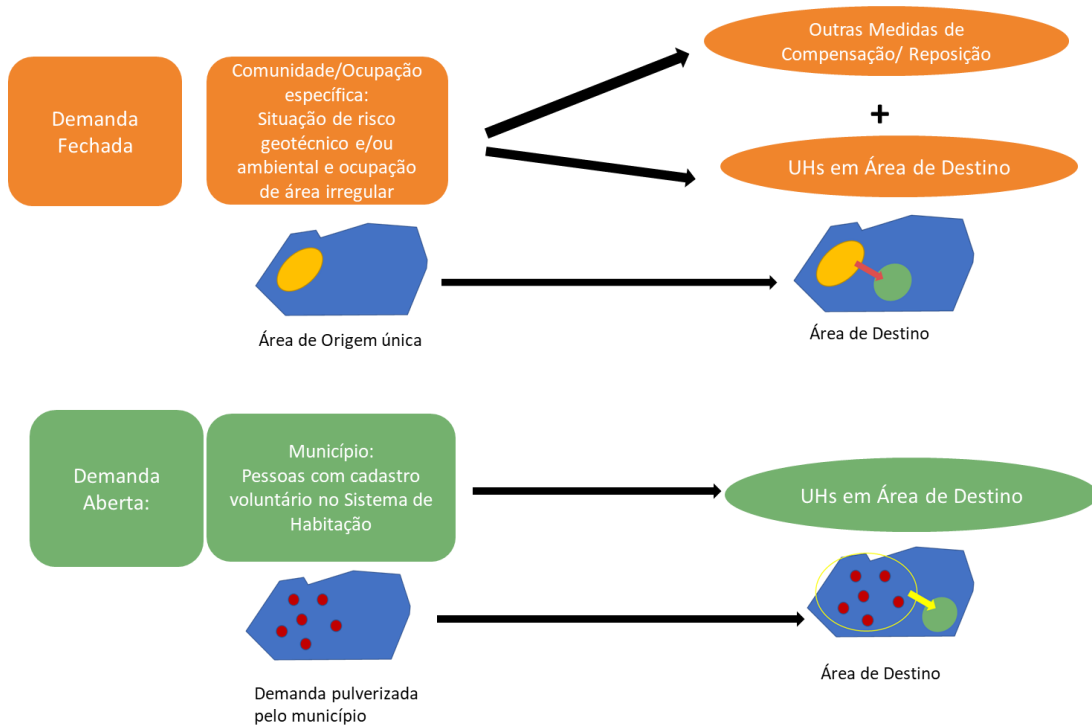 Demanda
Fechada
Comunidade/Ocupação
específica:
Situação de risco
geotécnico e/ou
ambiental e ocupação
de área irregular
Outras Medidas de
Compensação/ Reposição
+
UHs em Área de Destino
Área de Origem única
Área de Destino
Demanda
Aberta:
Município:
Pessoas com cadastro
voluntário no Sistema de
Habitação
UHs em Área de Destino
Demanda pulverizada
pelo município
Área de Destino